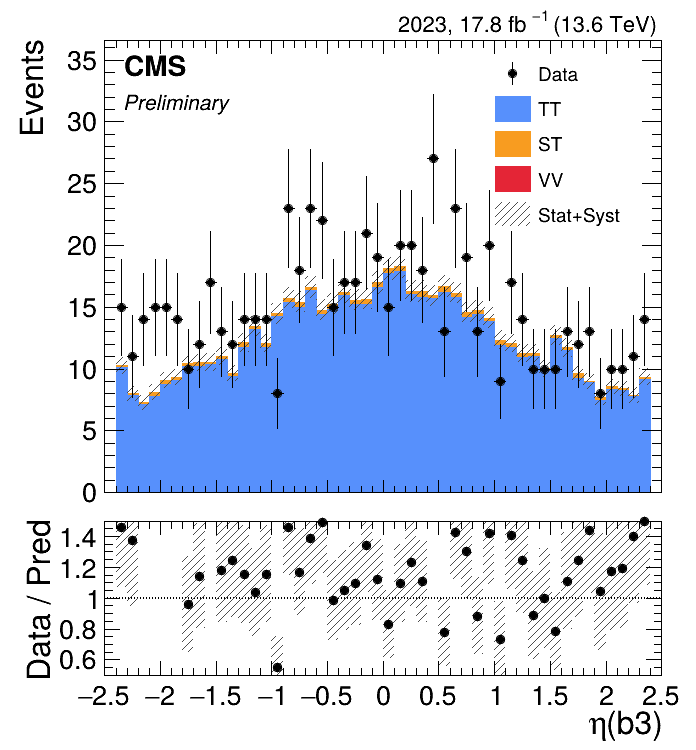 2023, 17.8 fb⁻¹ (13.6 TeV)
CMS
Preliminary
Events
35
30
25
20
15
10
5
0
Data
TT
ST
VV
Stat+Syst
Data / Pred
1.4
1.2
1
0.8
0.6
−2.5 −2 −1.5 −1 −0.5 0 0.5 1 1.5 2 2.5
η(b3)